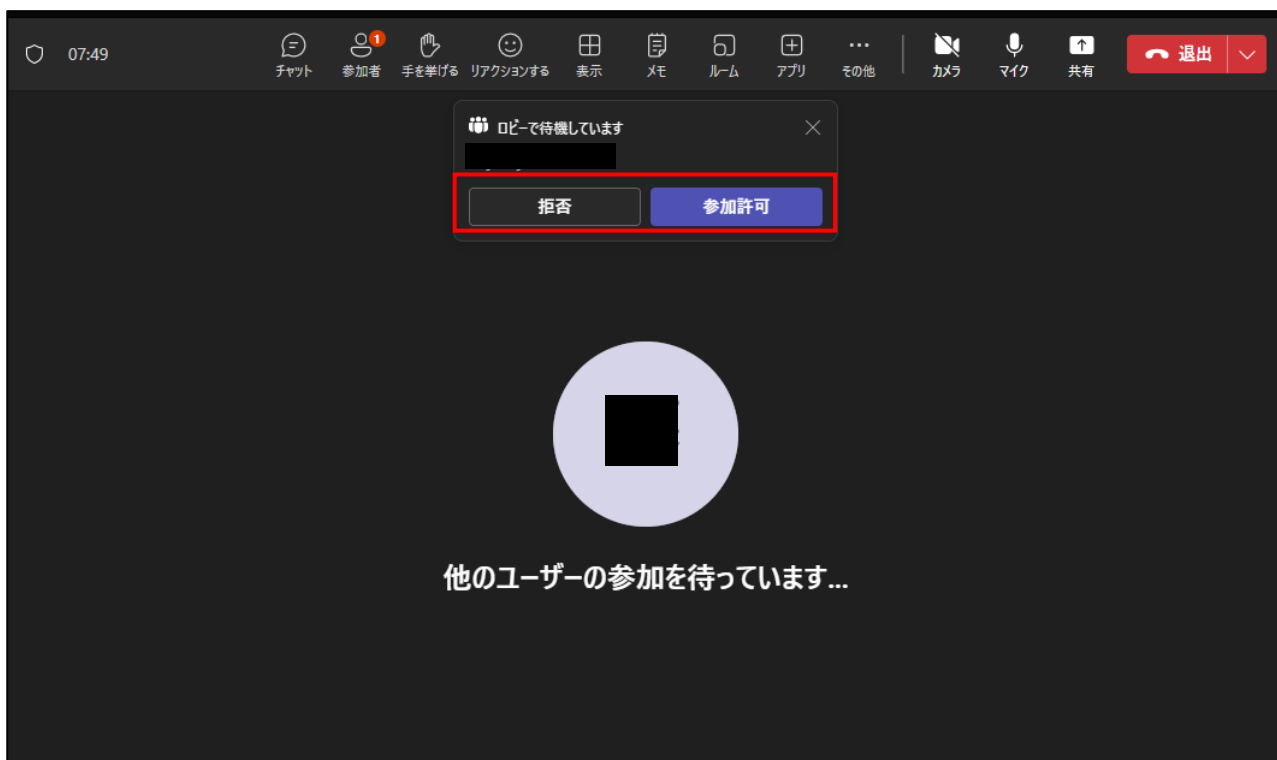 07:49
チャット 参加者 1 手を挙げる リアクションする 表示 メモ ルーム アプリ その他 カメラ マイク 共有 退出
ロビーで待機しています
拒否 参加許可
他のユーザーの参加を待っています...